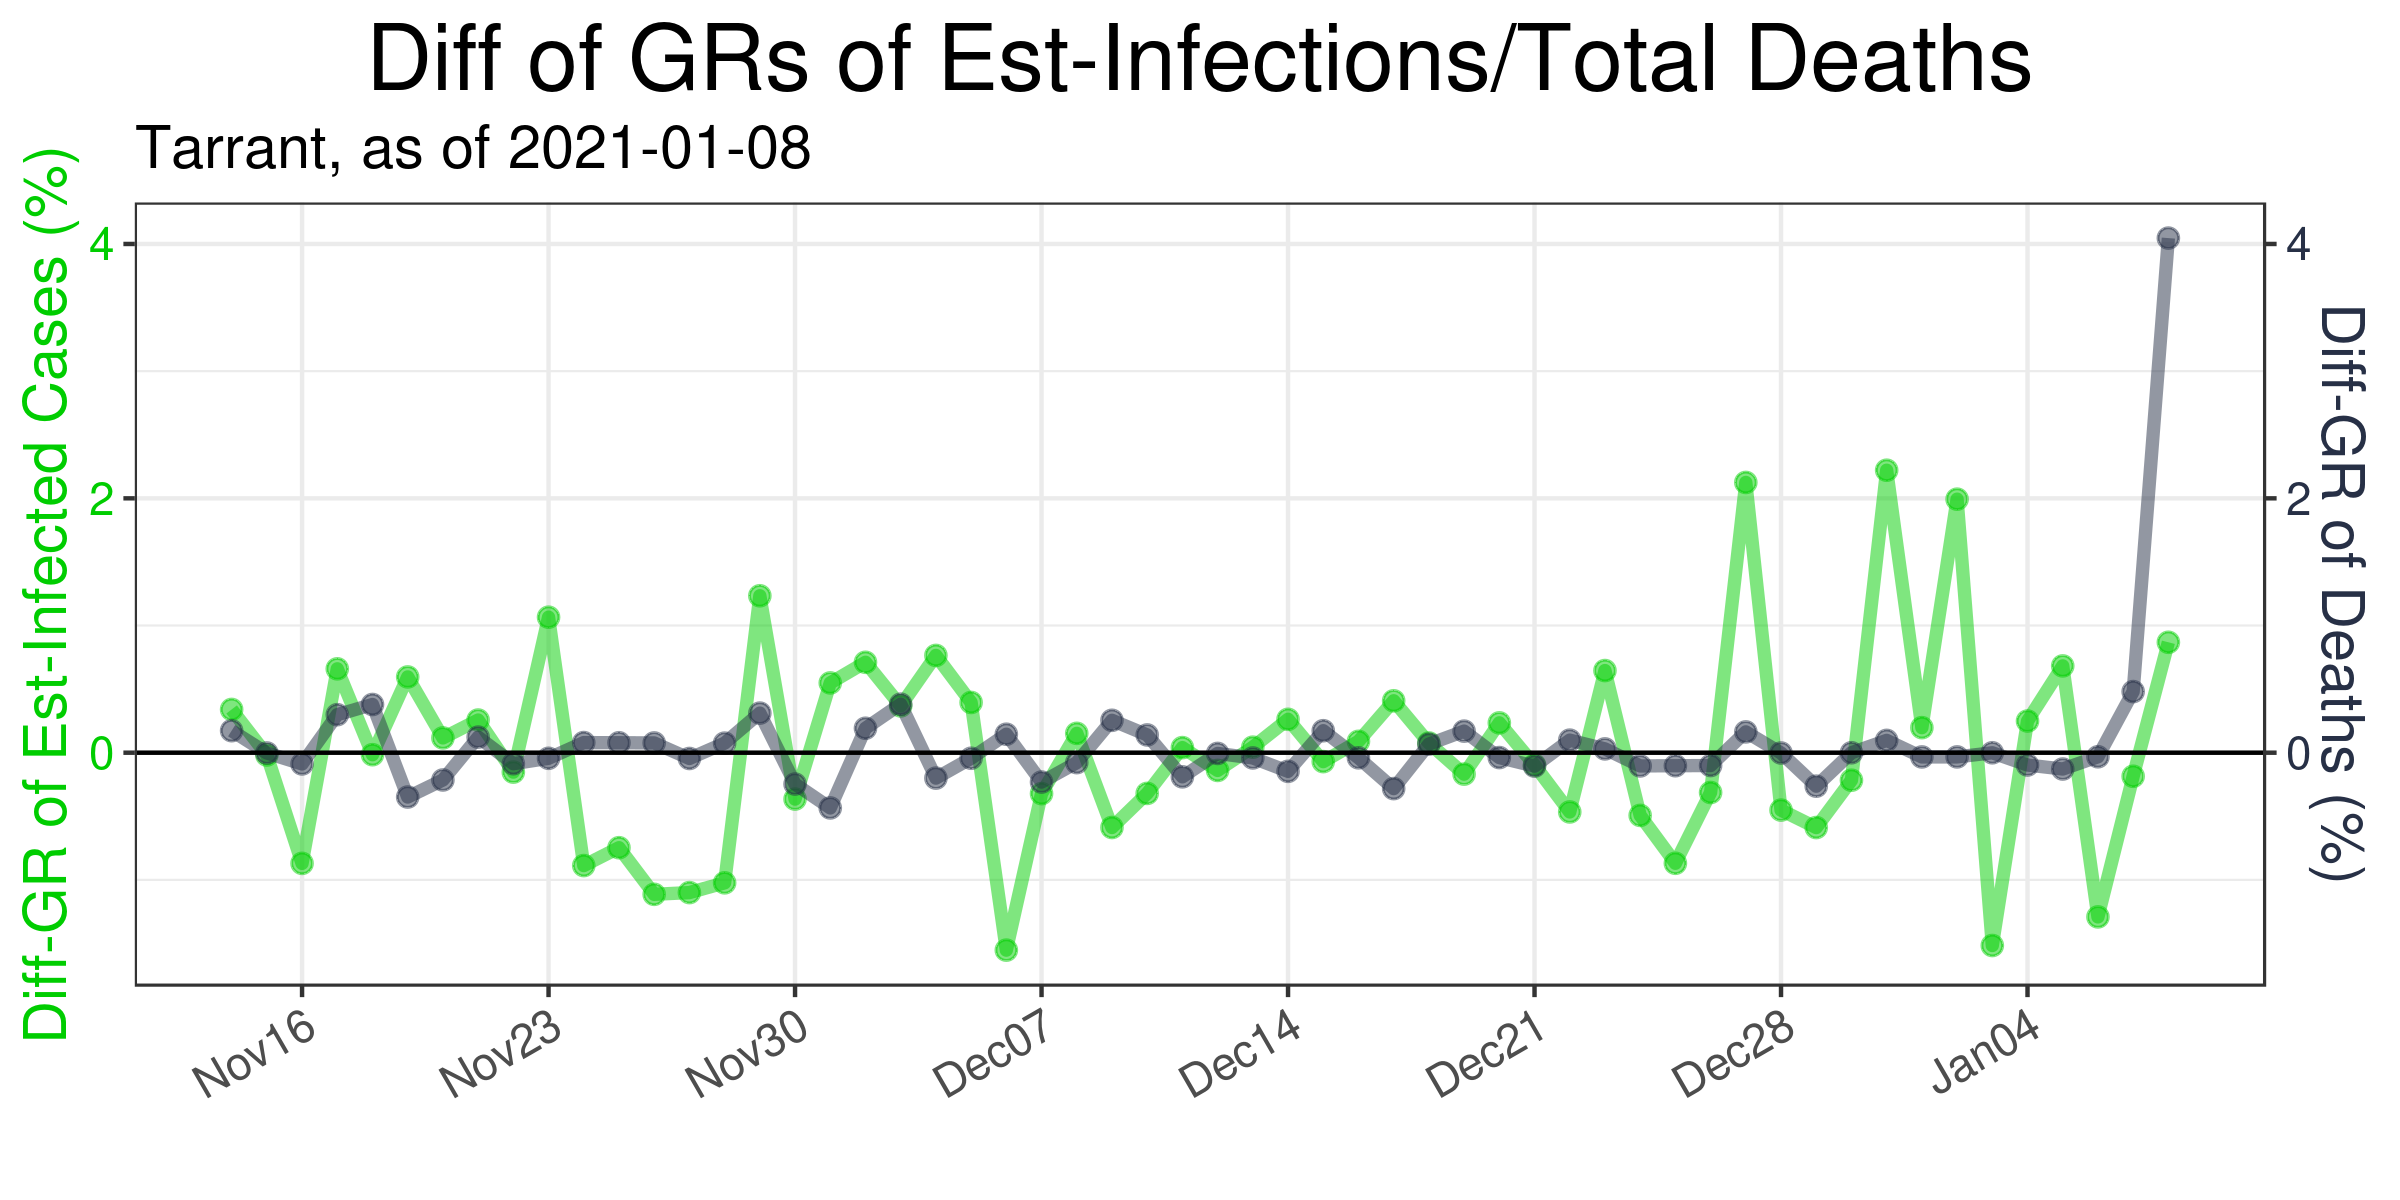 Diff of GRs of Est-Infections/Total Deaths
Tarrant, as of 2021-01-08
Diff-GR of Est-Infected Cases (%)
4
2
0
4
2
0
Diff-GR of Deaths (%)
Nov16
Nov23
Nov30
Dec07
Dec14
Dec21
Dec28
Jan04